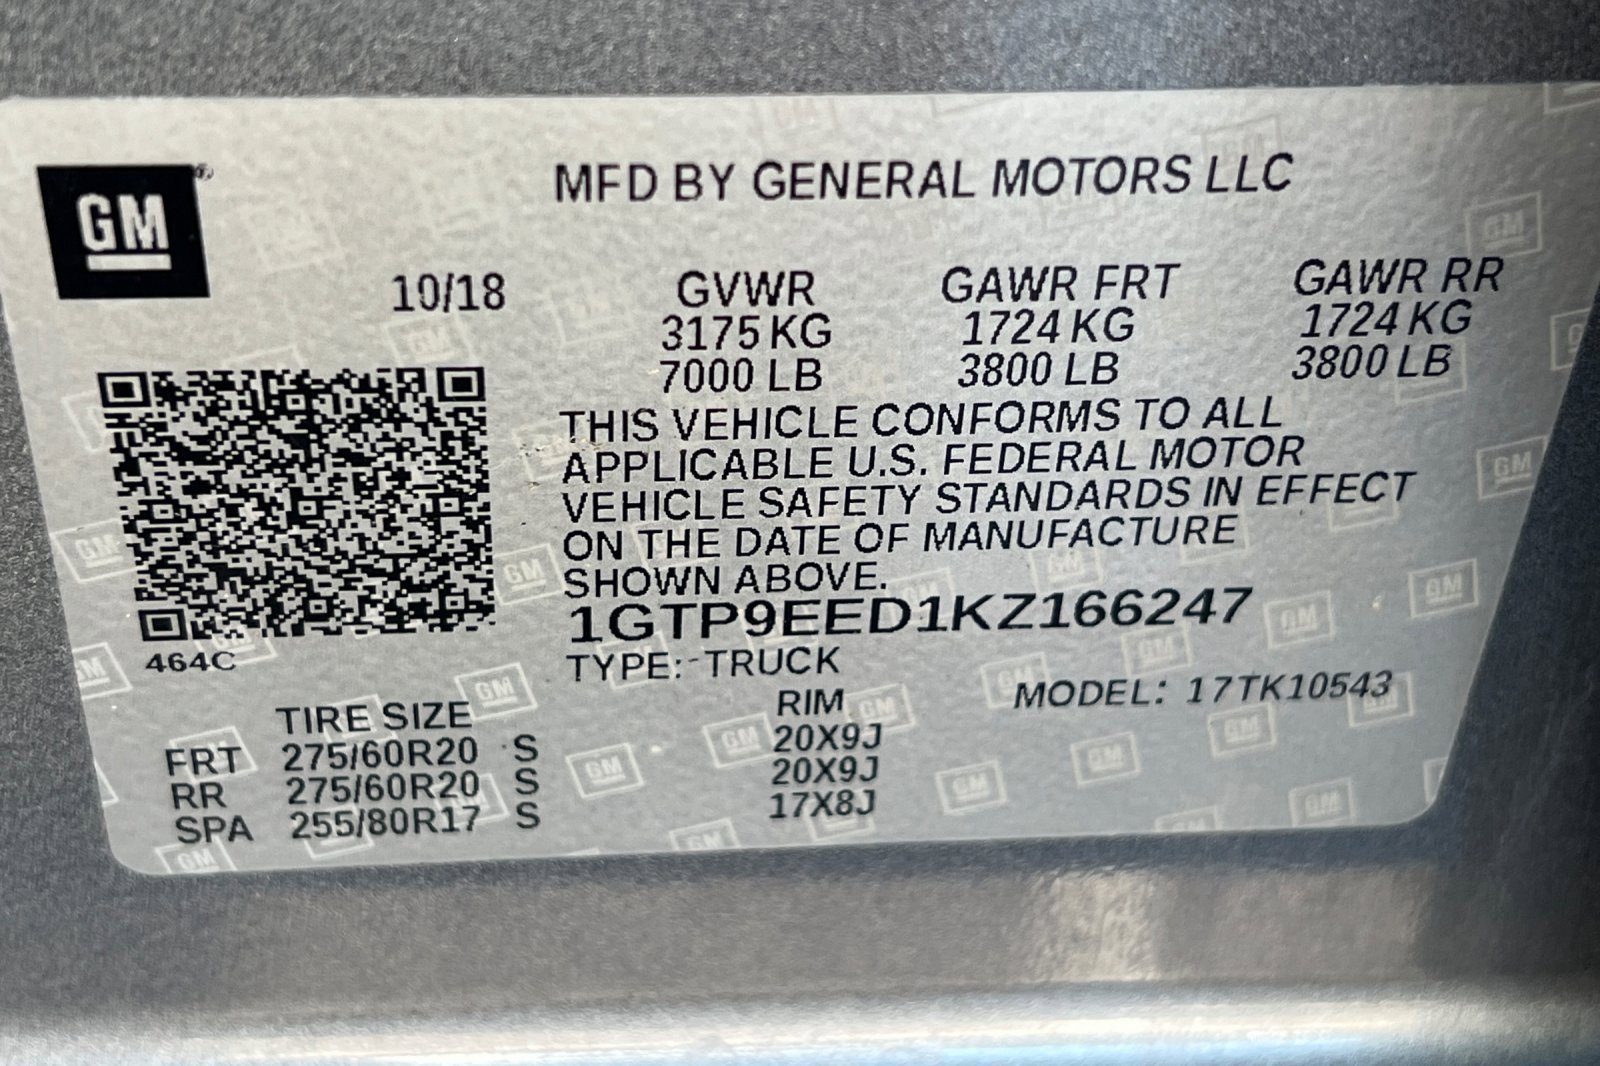 GM
MFD BY GENERAL MOTORS LLC
10/18 GVWR GAWR FRT GAWR RR
3175 KG 1724 KG 1724 KG
7000 LB 3800 LB 3800 LB
THIS VEHICLE CONFORMS TO ALL
APPLICABLE U.S. FEDERAL MOTOR
VEHICLE SAFETY STANDARDS IN EFFECT
ON THE DATE OF MANUFACTURE
SHOWN ABOVE.
1GTP9EED1KZ166247
464C
TYPE: TRUCK
MODEL: 17TK10543
TIRE SIZE RIM
FRT 275/60R20 S 20X9J
RR 275/60R20 S 20X9J
SPA 255/80R17 S 17X8J